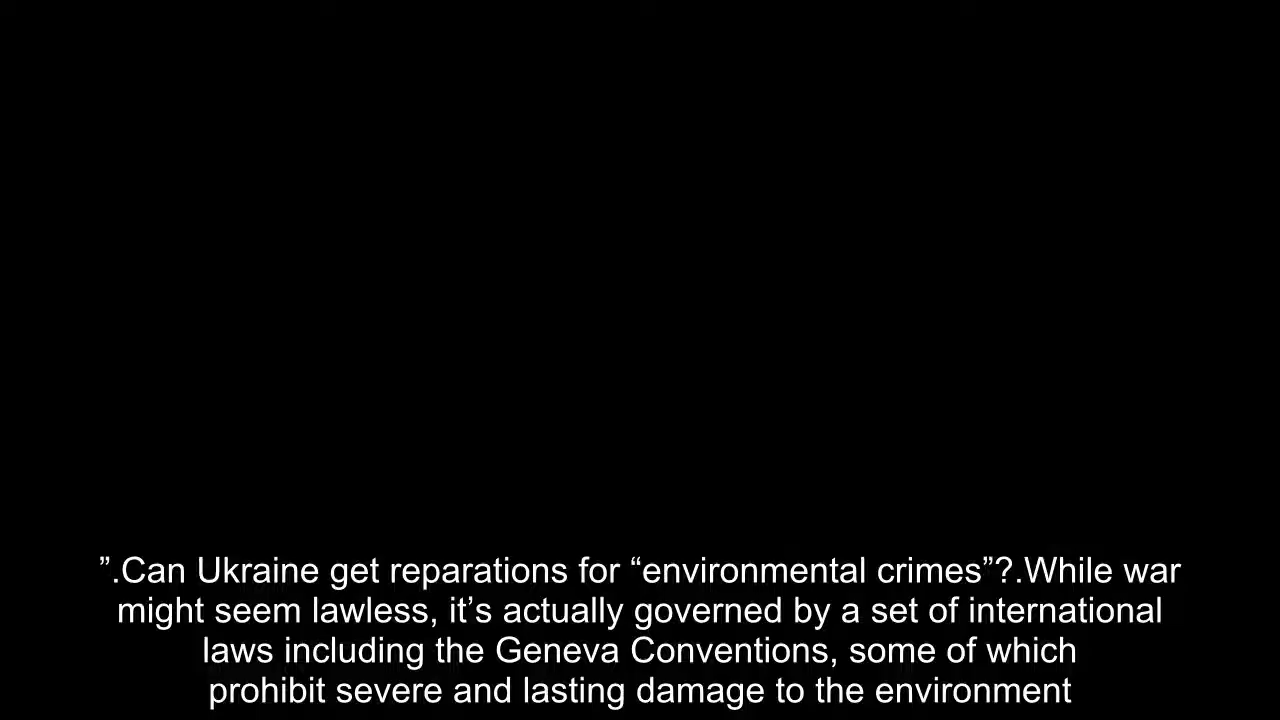 ”.Can Ukraine get reparations for “environmental crimes”?.While war
might seem lawless, it’s actually governed by a set of international
laws including the Geneva Conventions, some of which
prohibit severe and lasting damage to the environment